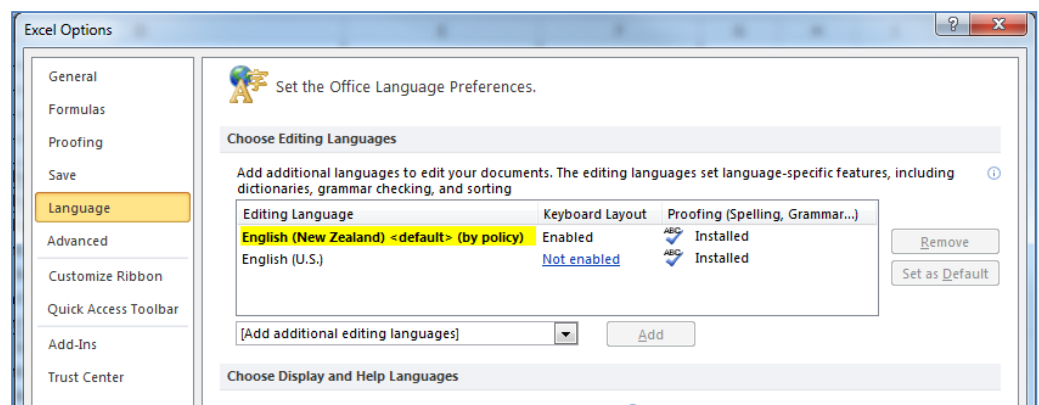 Excel Options
General
Formulas
Proofing
Save
Language
Advanced
Customize Ribbon
Quick Access Toolbar
Add-Ins
Trust Center
Set the Office Language Preferences.
Choose Editing Languages
Add additional languages to edit your documents. The editing languages set language-specific features, including
dictionaries, grammar checking, and sorting
Editing Language Keyboard Layout Proofing (Spelling, Grammar...)
English (New Zealand) <default> (by policy) Enabled ABC Installed
English (U.S.) Not enabled ABC Installed
Remove
Set as Default
[Add additional editing languages] Add
Choose Display and Help Languages